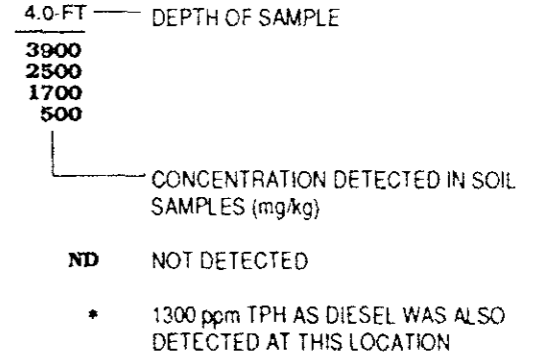 4.0-FT DEPTH OF SAMPLE
3900
2500
1700
500
CONCENTRATION DETECTED IN SOIL
SAMPLES (mg/kg)
ND NOT DETECTED
* 1300 ppm TPH AS DIESEL WAS ALSO
DETECTED AT THIS LOCATION